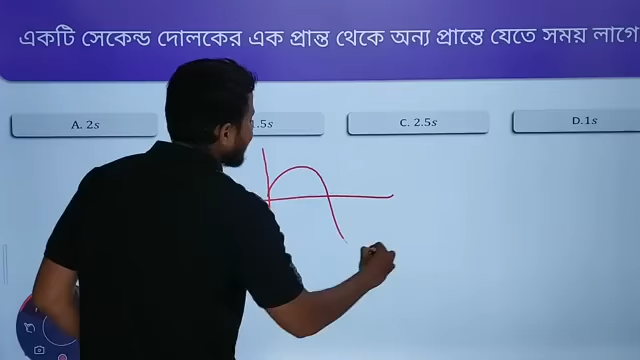 একটি সেকেন্ড দোলকের এক প্রান্ত থেকে অন্য প্রান্তে যেতে সময় লাগে
A. 2s
.5s
C. 2.5s
D.1s